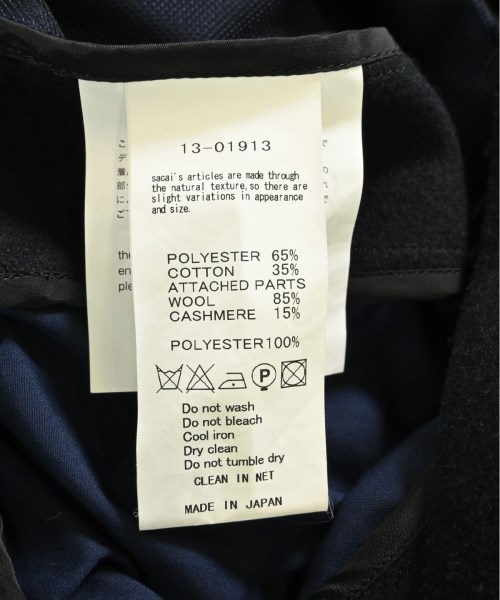 13-01913
sacai's articles are made through
the natural texture, so there are
slight variations in appearance
and size.
POLYESTER 65%
COTTON 35%
ATTACHED PARTS
WOOL 85%
CASHMERE 15%
POLYESTER100%
P
Do not wash
Do not bleach
Cool iron
Dry clean
Do not tumble dry
CLEAN IN NET
MADE IN JAPAN